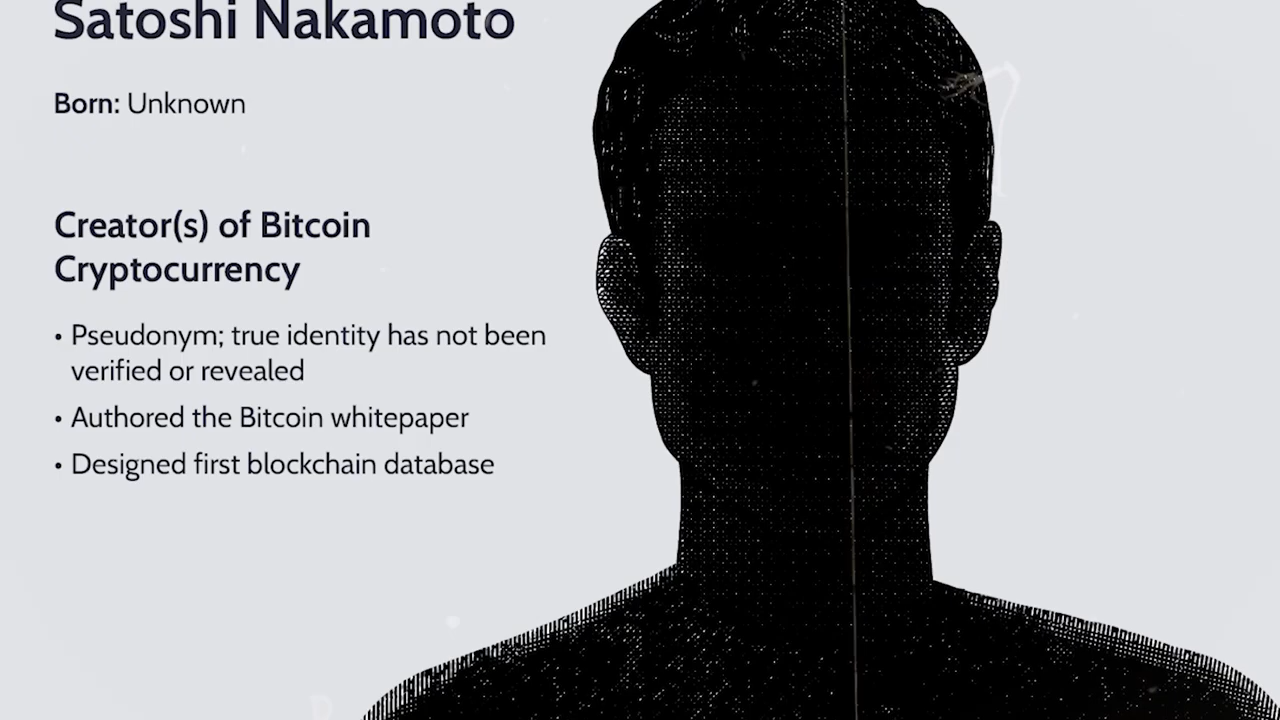 Satoshi Nakamoto
Born: Unknown
Creator(s) of Bitcoin
Cryptocurrency
• Pseudonym; true identity has not been
verified or revealed
• Authored the Bitcoin whitepaper
• Designed first blockchain database